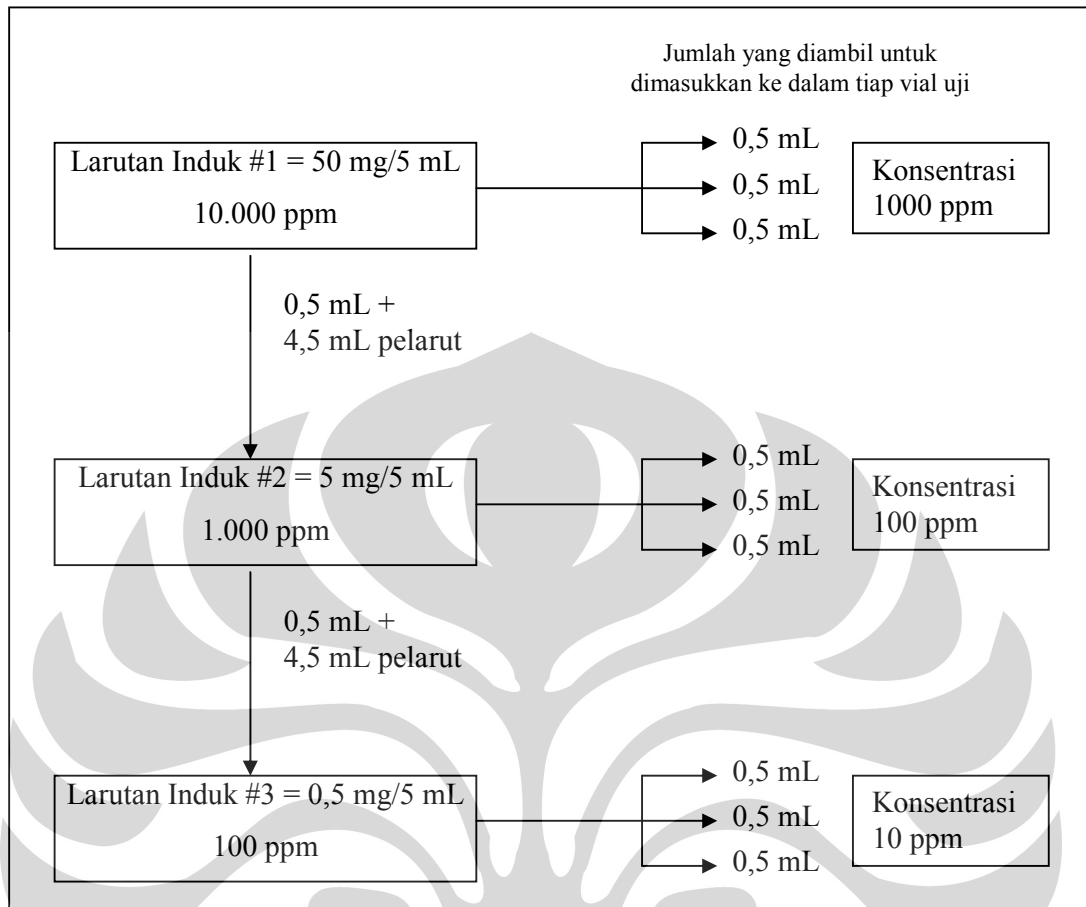 Jumlah yang diambil untuk
dimasukkan ke dalam tiap vial uji
Larutan Induk #1 = 50 mg/5 mL
10.000 ppm
0,5 mL
0,5 mL
0,5 mL
Konsentrasi
1000 ppm
0,5 mL +
4,5 mL pelarut
Larutan Induk #2 = 5 mg/5 mL
1.000 ppm
0,5 mL
0,5 mL
0,5 mL
Konsentrasi
100 ppm
0,5 mL +
4,5 mL pelarut
Larutan Induk #3 = 0,5 mg/5 mL
100 ppm
0,5 mL
0,5 mL
0,5 mL
Konsentrasi
10 ppm